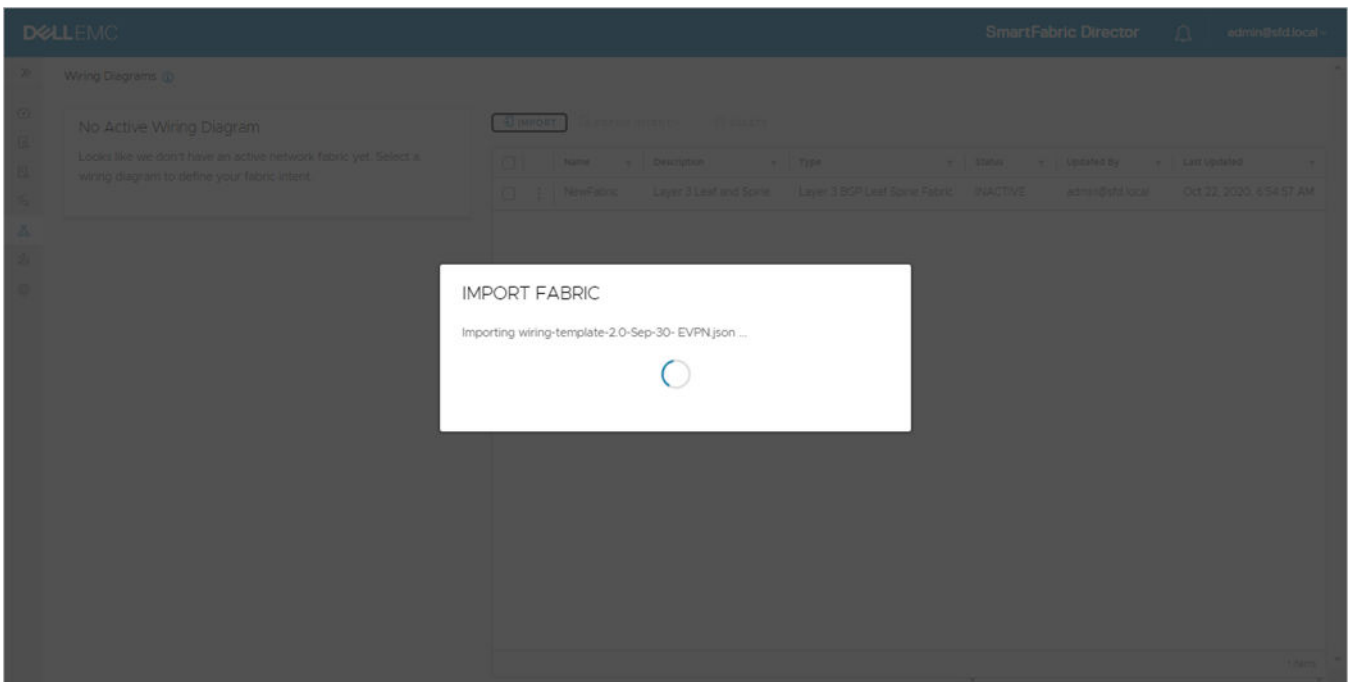 DELLEMC
SmartFabric Director
admin@sfd.local
Wiring Diagrams
No Active Wiring Diagram
Looks like we don't have an active network fabric yet. Select a
wiring diagram to define your fabric intent.
IMPORT
DELETE
Name Description Type Status Updated By Last Updated
NewFabric Layer 3 Leaf and Spine Layer 3 BGP Leaf Spine Fabric INACTIVE admin@sfd.local Oct 22, 2020, 6:54:57 AM
IMPORT FABRIC
Importing wiring-template-2.0-Sep-30- EVPN.json ...
1 items